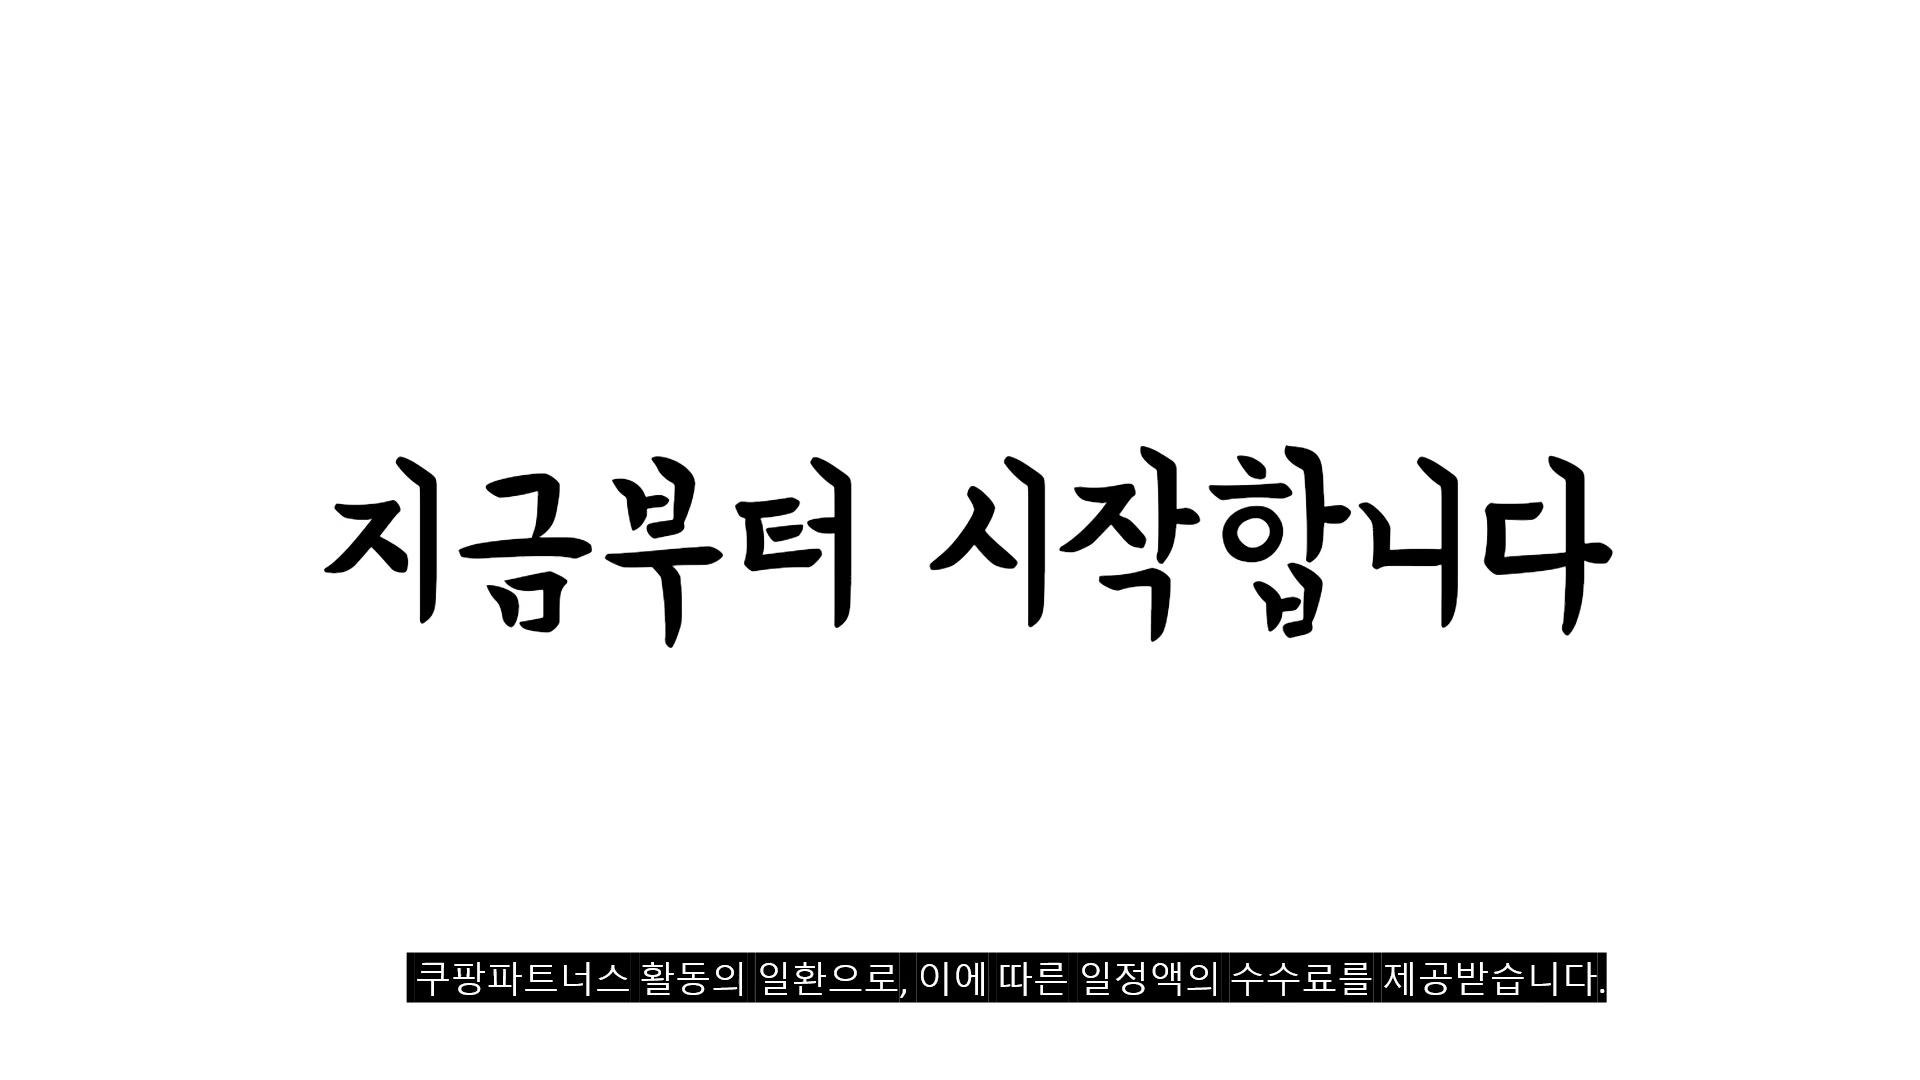 지금부터 시작합니다
쿠팡파트너스 활동의 일환으로, 이에 따른 일정액의 수수료를 제공받습니다.